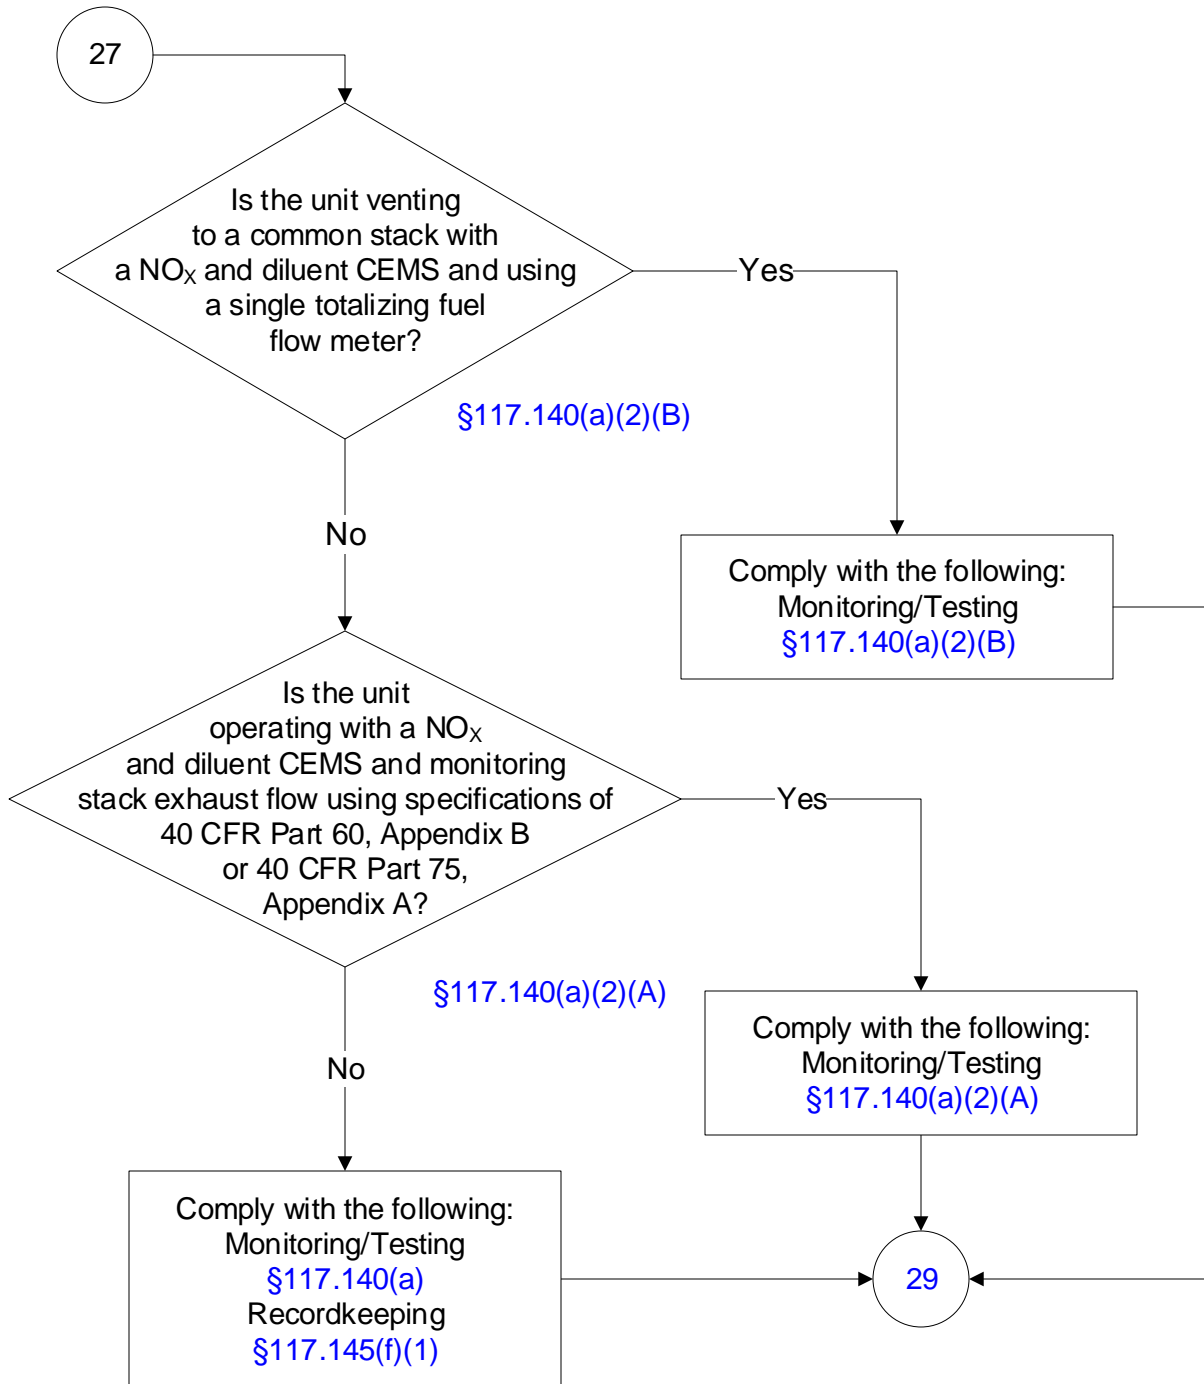 27
Is the unit venting
to a common stack with
a NOX and diluent CEMS and using
a single totalizing fuel
flow meter?
Yes
§117.140(a)(2)(B)
No
Comply with the following:
Monitoring/Testing
§117.140(a)(2)(B)
Is the unit
operating with a NOX
and diluent CEMS and monitoring
stack exhaust flow using specifications of
40 CFR Part 60, Appendix B
or 40 CFR Part 75,
Appendix A?
Yes
§117.140(a)(2)(A)
No
Comply with the following:
Monitoring/Testing
§117.140(a)(2)(A)
Comply with the following:
Monitoring/Testing
§117.140(a)
Recordkeeping
§117.145(f)(1)
29